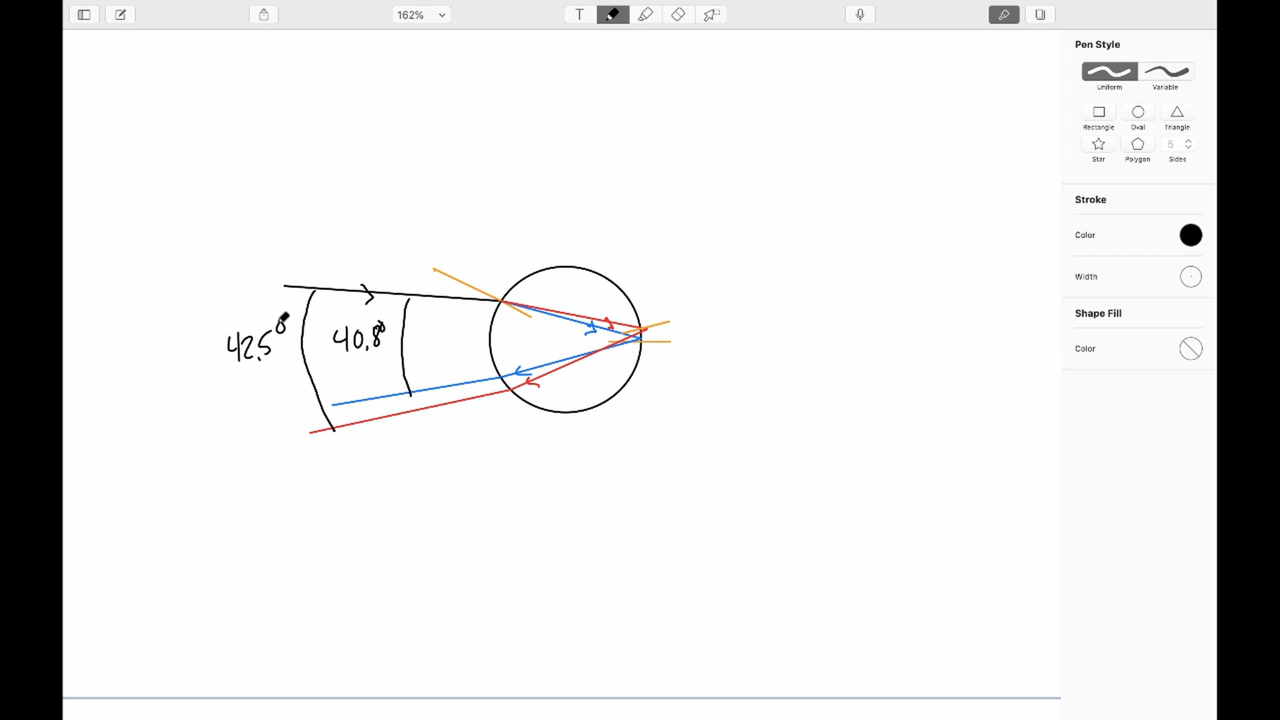 162%
T
Pen Style
Uniform
Variable
Rectangle
Oval
Triangle
Star
Polygon
5
Sides
Stroke
Color
Width
Shape Fill
Color
42.5°
40.8°